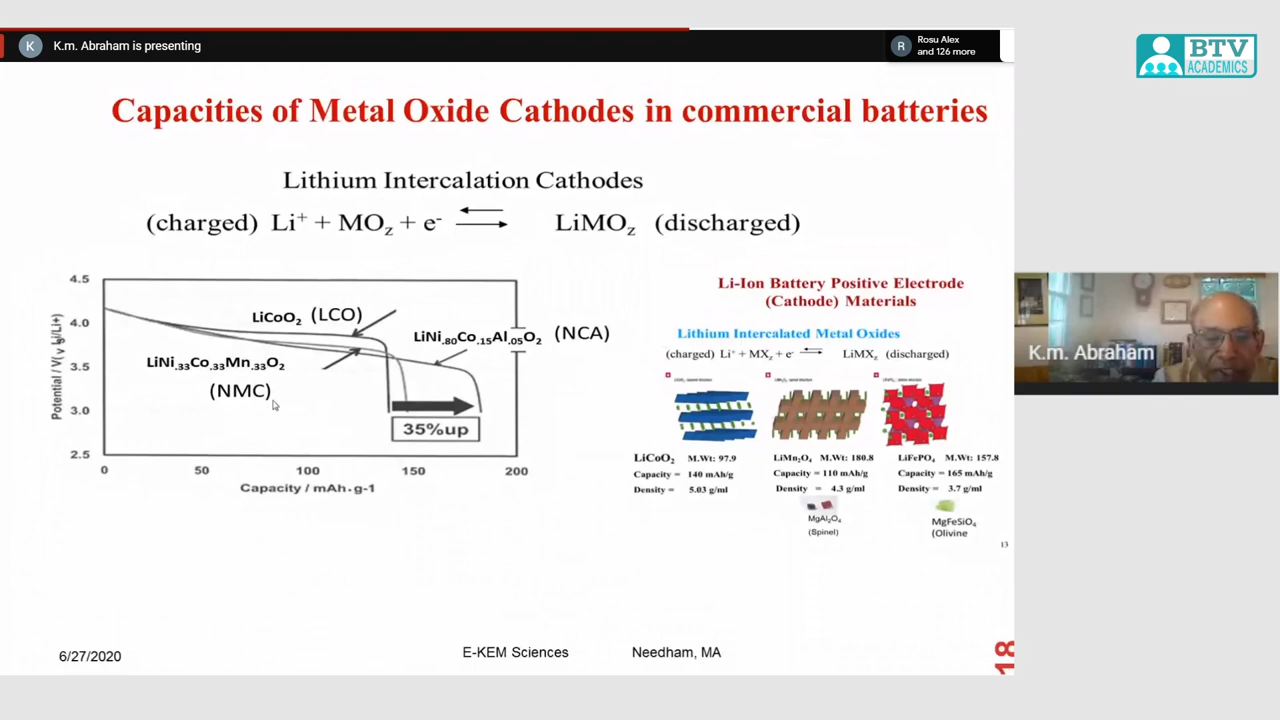 K
K.m. Abraham is presenting
R
Rosu Alex
and 126 more
BTV
ACADEMICS
Capacities of Metal Oxide Cathodes in commercial batteries
Lithium Intercalation Cathodes
(charged) Li⁺ + MOz + e⁻ LiMOz (discharged)
4.5
4.0
3.5
3.0
2.5
Potential / V( v Li/Li+)
LiCoO₂ (LCO)
LiNi.80Co.15Al.05O₂ (NCA)
LiNi.33Co.33Mn.33O₂
(NMC)
35%up
0 50 100 150 200
Capacity / mAh·g-1
Li-Ion Battery Positive Electrode
(Cathode) Materials
Lithium Intercalated Metal Oxides
(charged) Li⁺ + MXz + e⁻ LiMXz (discharged)
LiCoO₂ M.Wt: 97.9
Capacity = 140 mAh/g
Density = 5.03 g/ml
LiMn₂O₄ M.Wt: 180.8
Capacity = 110 mAh/g
Density = 4.3 g/ml
MgAl₂O₄
(Spinel)
LiFePO₄ M.Wt: 157.8
Capacity = 165 mAh/g
Density = 3.7 g/ml
MgFeSiO₄
(Olivine
13
K.m. Abraham
6/27/2020
E-KEM Sciences Needham, MA
18